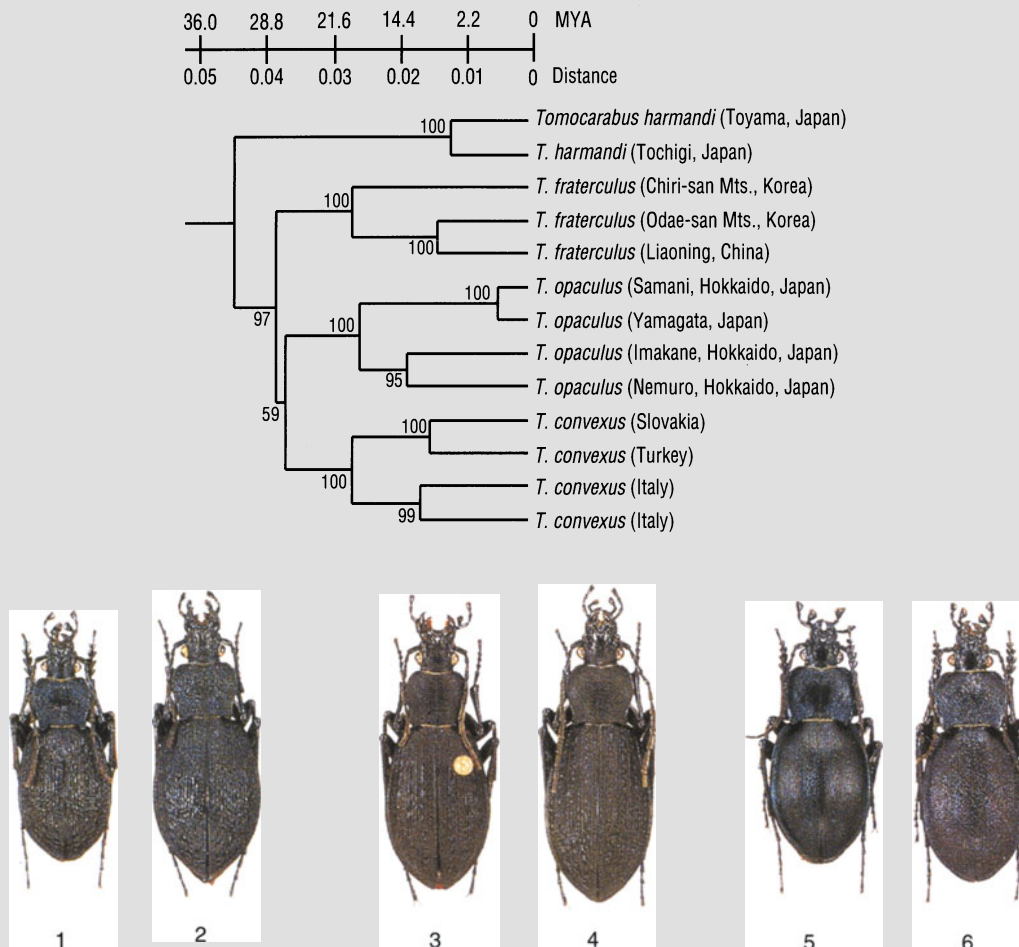 36.0 28.8 21.6 14.4 2.2 0 MYA
0.05 0.04 0.03 0.02 0.01 0 Distance
100 Tomocarabus harmandi (Toyama, Japan)
T. harmandi (Tochigi, Japan)
T. fraterculus (Chiri-san Mts., Korea)
100
T. fraterculus (Odae-san Mts., Korea)
100 T. fraterculus (Liaoning, China)
100 T. opaculus (Samani, Hokkaido, Japan)
97 100 T. opaculus (Yamagata, Japan)
T. opaculus (Imakane, Hokkaido, Japan)
95 T. opaculus (Nemuro, Hokkaido, Japan)
59 100 T. convexus (Slovakia)
T. convexus (Turkey)
100 T. convexus (Italy)
99 T. convexus (Italy)
1 2 3 4 5 6